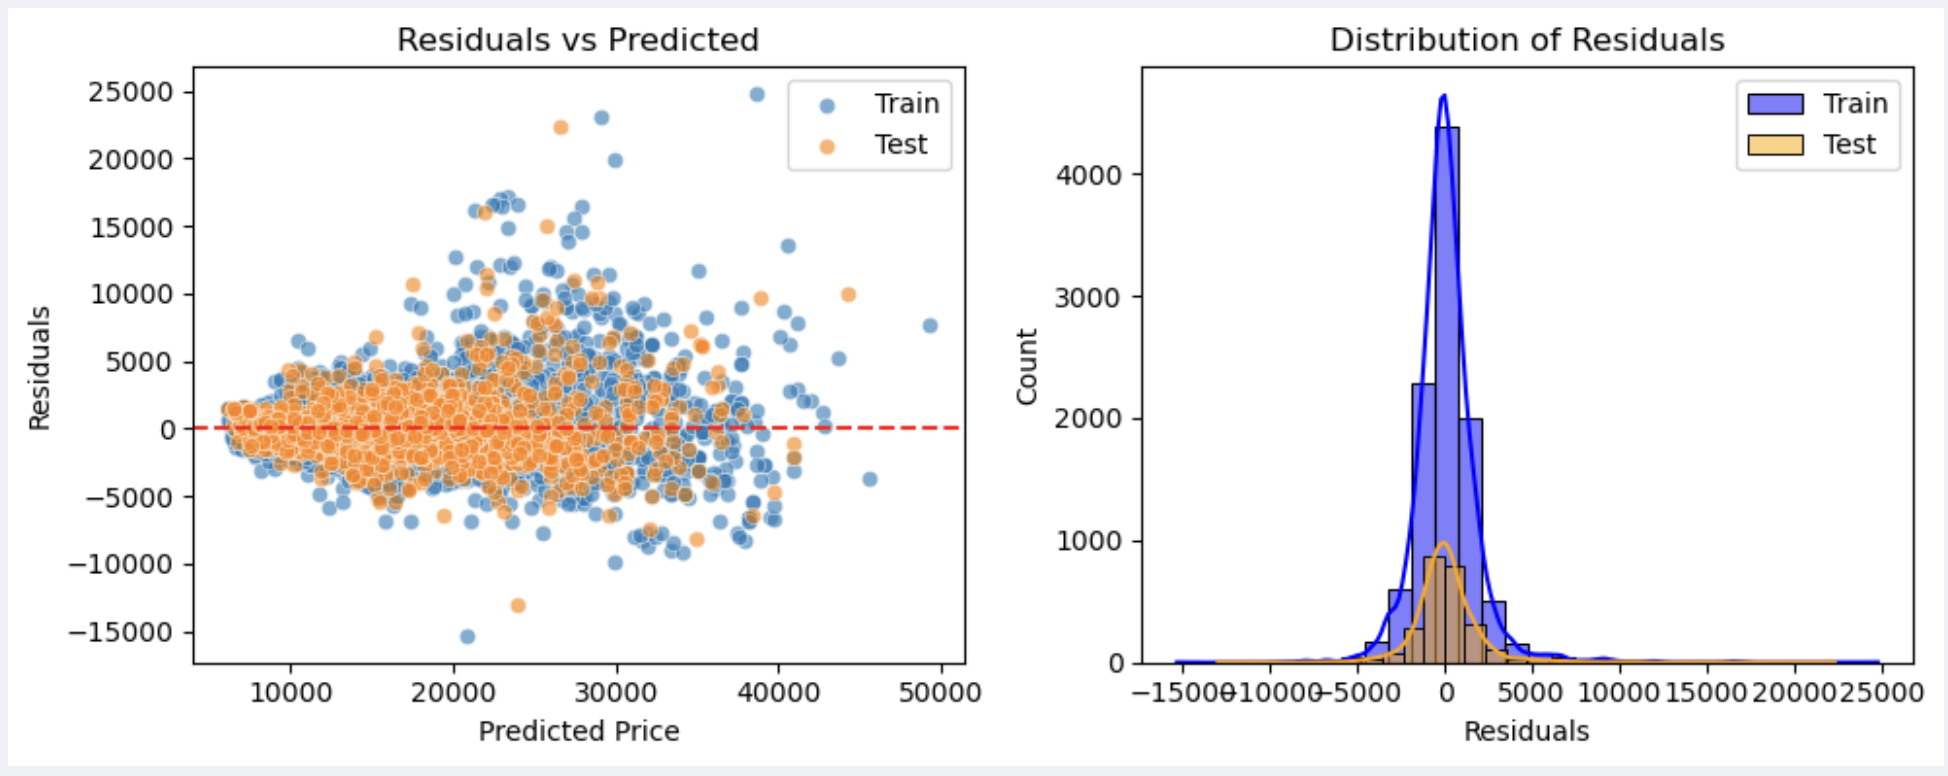 Residuals vs Predicted
Train
Test
25000
20000
15000
10000
5000
0
−5000
−10000
−15000
Residuals
10000 20000 30000 40000 50000
Predicted Price
Distribution of Residuals
Train
Test
4000
3000
2000
1000
0
Count
−15000 −10000 −5000 0 5000 10000 15000 20000 25000
Residuals